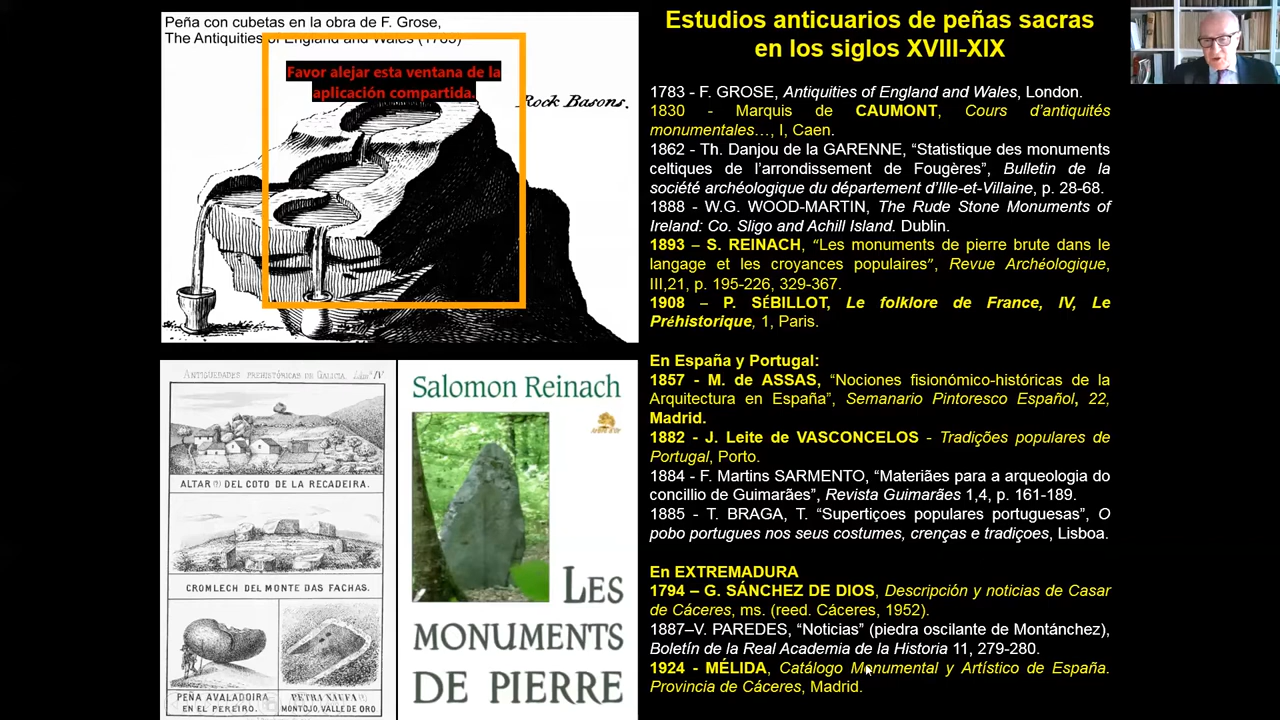 Peña con cubetas en la obra de F. Grose,
The Antiquities of England and Wales (1783)
Favor alejar esta ventana de la
aplicación compartida.
Rock Basons.
ANTIGUEDADES PREHISTÓRICAS DE GALICIA. Lám.ª IV
ALTAR (?) DEL COTO DE LA RECADEIRA.
CROMLECH DEL MONTE DAS FACHAS.
PEÑA AVALADOIRA
EN EL PEREIRO.
PETRA
MONTOJO, VALLE DE ORO
Salomon Reinach
LES
MONUMENTS
DE PIERRE
Estudios anticuarios de peñas sacras
en los siglos XVIII-XIX
1783 - F. GROSE, Antiquities of England and Wales, London.
1830 - Marquis de CAUMONT, Cours d’antiquités
monumentales…, I, Caen.
1862 - Th. Danjou de la GARENNE, “Statistique des monuments
celtiques de l’arrondissement de Fougères”, Bulletin de la
société archéologique du département d’Ille-et-Villaine, p. 28-68.
1888 - W.G. WOOD-MARTIN, The Rude Stone Monuments of
Ireland: Co. Sligo and Achill Island. Dublin.
1893 – S. REINACH, “Les monuments de pierre brute dans le
langage et les croyances populaires”, Revue Archéologique,
III,21, p. 195-226, 329-367.
1908 – P. SÉBILLOT, Le folklore de France, IV, Le
Préhistorique, 1, Paris.
En España y Portugal:
1857 - M. de ASSAS, “Nociones fisionómico-históricas de la
Arquitectura en España”, Semanario Pintoresco Español, 22,
Madrid.
1882 - J. Leite de VASCONCELOS - Tradições populares de
Portugal, Porto.
1884 - F. Martins SARMENTO, “Materiães para a arqueologia do
concillio de Guimarães”, Revista Guimarães 1,4, p. 161-189.
1885 - T. BRAGA, T. “Supertiçoes populares portuguesas”, O
pobo portugues nos seus costumes, crenças e tradiçoes, Lisboa.
En EXTREMADURA
1794 – G. SÁNCHEZ DE DIOS, Descripción y noticias de Casar
de Cáceres, ms. (reed. Cáceres, 1952).
1887–V. PAREDES, “Noticias” (piedra oscilante de Montánchez),
Boletín de la Real Academia de la Historia 11, 279-280.
1924 - MÉLIDA, Catálogo Monumental y Artístico de España.
Provincia de Cáceres, Madrid.